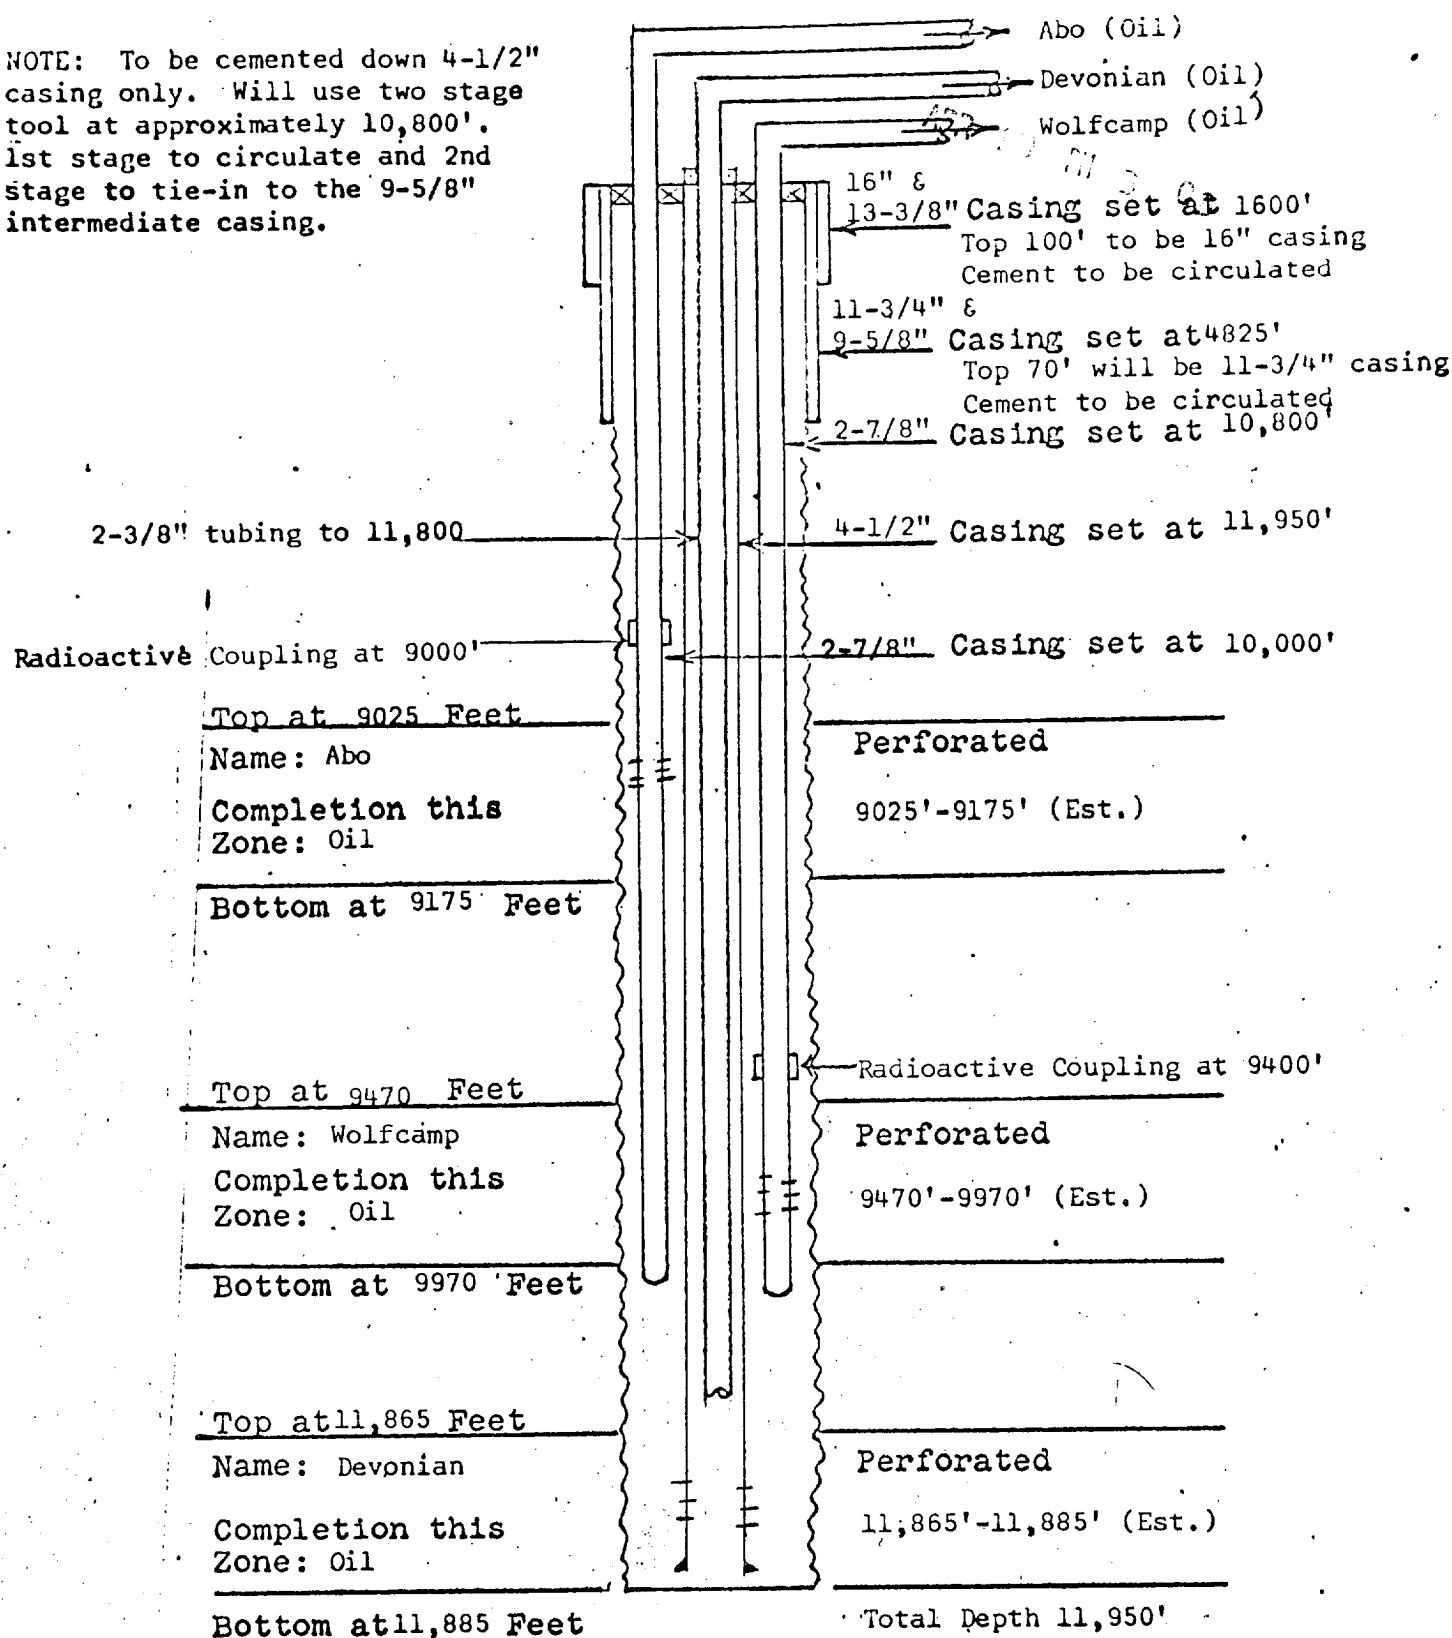 NOTE: To be cemented down 4-1/2"
casing only. Will use two stage
tool at approximately 10,800'.
1st stage to circulate and 2nd
stage to tie-in to the 9-5/8"
intermediate casing.
Abo (Oil)
Devonian (Oil)
Wolfcamp (Oil)
16" &
13-3/8" Casing set at 1600'
Top 100' to be 16" casing
Cement to be circulated
11-3/4" &
9-5/8" Casing set at 4825'
Top 70' will be 11-3/4" casing
Cement to be circulated
2-7/8" Casing set at 10,800'
2-3/8" tubing to 11,800
4-1/2" Casing set at 11,950'
Radioactive Coupling at 9000'
2-7/8" Casing set at 10,000'
Top at 9025 Feet
Name: Abo
Completion this
Zone: Oil
Bottom at 9175 Feet
Perforated
9025'-9175' (Est.)
Radioactive Coupling at 9400'
Top at 9470 Feet
Name: Wolfcamp
Completion this
Zone: Oil
Bottom at 9970 Feet
Perforated
9470'-9970' (Est.)
Top at 11,865 Feet
Name: Devonian
Completion this
Zone: Oil
Bottom at 11,885 Feet
Perforated
11,865'-11,885' (Est.)
Total Depth 11,950'